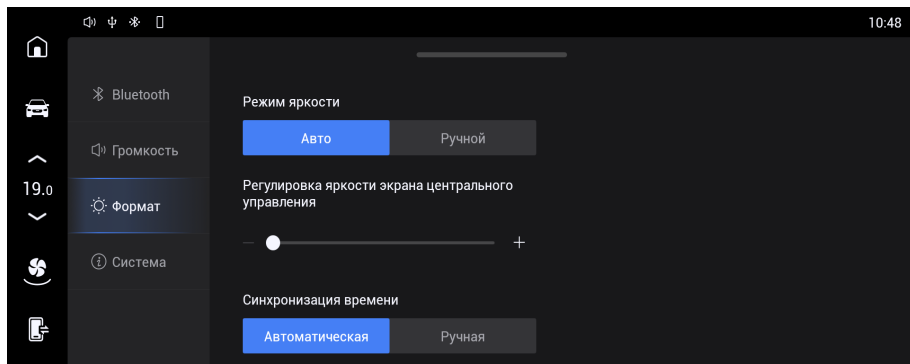 10:48
Bluetooth
Режим яркости
Авто
Ручной
Громкость
19.0
Регулировка яркости экрана центрального
управления
Формат
Система
Синхронизация времени
Автоматическая
Ручная